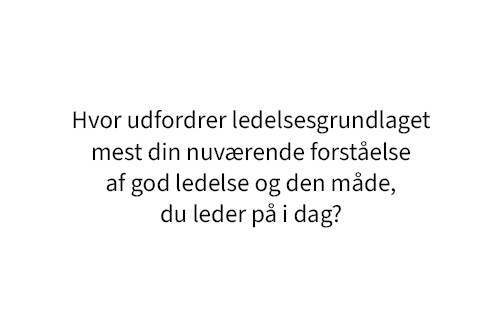 Hvor udfordrer ledelsesgrundlaget
mest din nuværende forståelse
af god ledelse og den måde,
du leder på i dag?